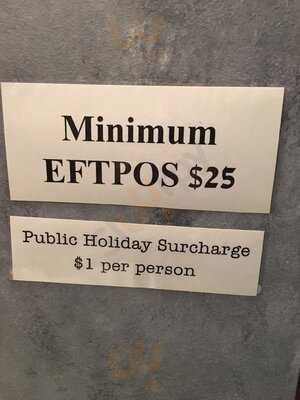 Minimum
EFTPOS $25
Public Holiday Surcharge
$1 per person